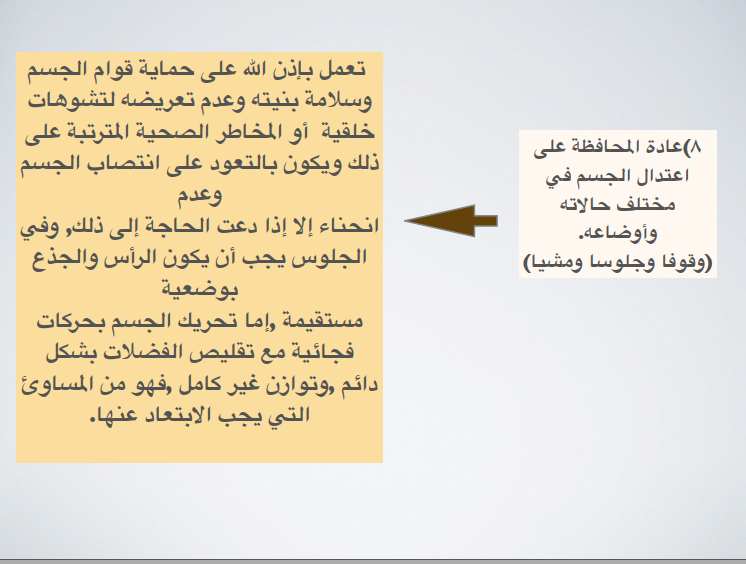 ٨)عادة المحافظة على
اعتدال الجسم في
مختلف حالاته
وأوضاعه.
(وقوفا وجلوسا ومشيا)
تعمل بإذن الله على حماية قوام الجسم
وسلامة بنيته وعدم تعريضه لتشوهات
خلقية أو المخاطر الصحية المترتبة على
ذلك ويكون بالتعود على انتصاب الجسم
وعدم
انحناء إلا إذا دعت الحاجة إلى ذلك, وفي
الجلوس يجب أن يكون الرأس والجذع
بوضعية
مستقيمة ,إما تحريك الجسم بحركات
فجائية مع تقليص الفضلات بشكل
دائم ,وتوازن غير كامل ,فهو من المساوئ
التي يجب الابتعاد عنها.